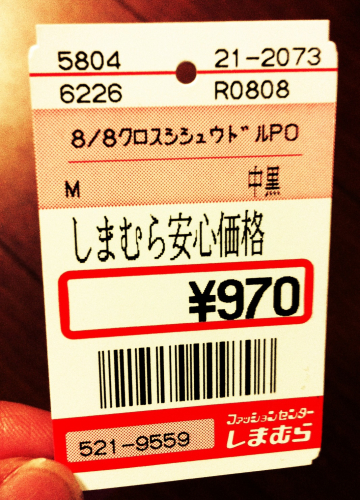 5804 21-2073
6226 R0808
8/8クロスシシュウドルPO
M 中黒
しまむら安心価格
¥970
521-9559
ファッションセンター
しまむら